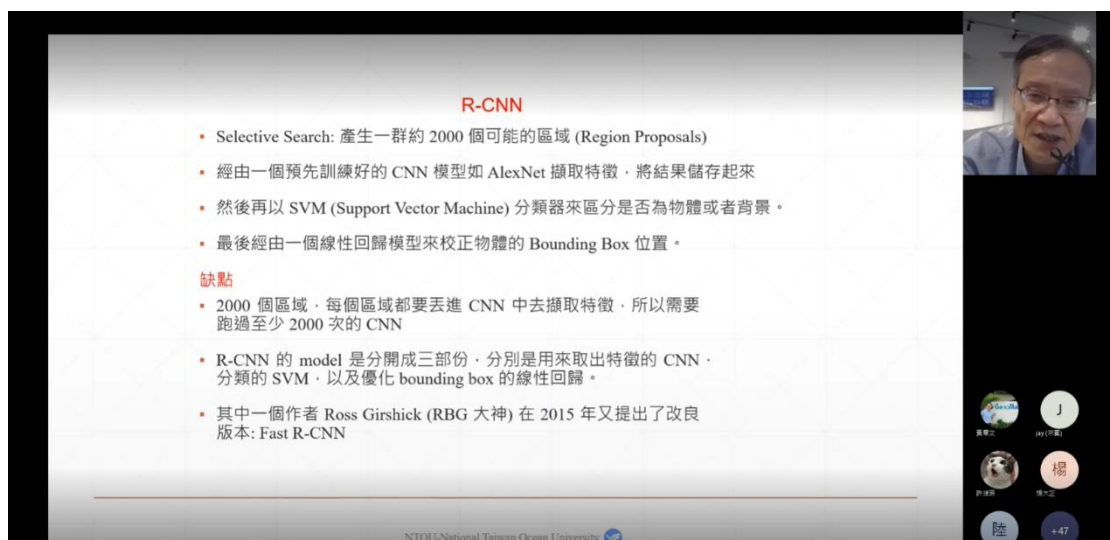 R-CNN
• Selective Search: 產生一群約 2000 個可能的區域 (Region Proposals)
• 經由一個預先訓練好的 CNN 模型如 AlexNet 擷取特徵，將結果儲存起來
• 然後再以 SVM (Support Vector Machine) 分類器來區分是否為物體或者背景。
• 最後經由一個線性回歸模型來校正物體的 Bounding Box 位置。
缺點
• 2000 個區域，每個區域都要丟進 CNN 中去擷取特徵，所以需要
跑過至少 2000 次的 CNN
• R-CNN 的 model 是分開成三部份，分別是用來取出特徵的 CNN，
分類的 SVM，以及優化 bounding box 的線性回歸。
• 其中一個作者 Ross Girshick (RBG 大神) 在 2015 年又提出了改良
版本: Fast R-CNN
NTOU-National Taiwan Ocean University
J
楊
陸
+47